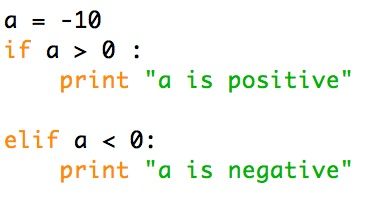 a = -10
if a > 0 :
    print "a is positive"
elif a < 0:
    print "a is negative"